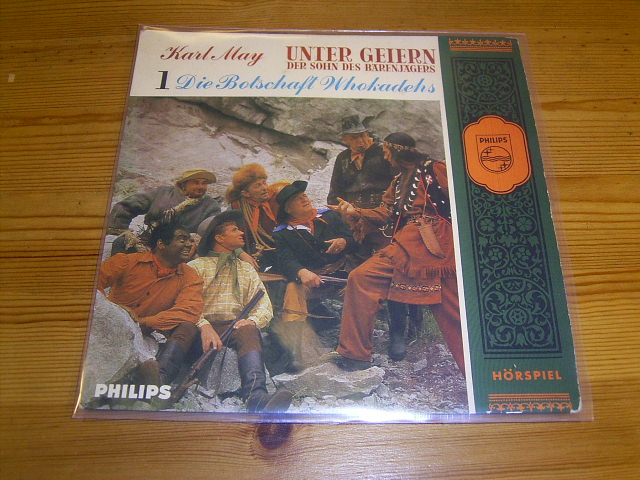 Karl May UNTER GEIERN
DER SOHN DES BÄRENJÄGERS
1 Die Botschaft Whokadehs
PHILIPS
PHILIPS
HÖRSPIEL